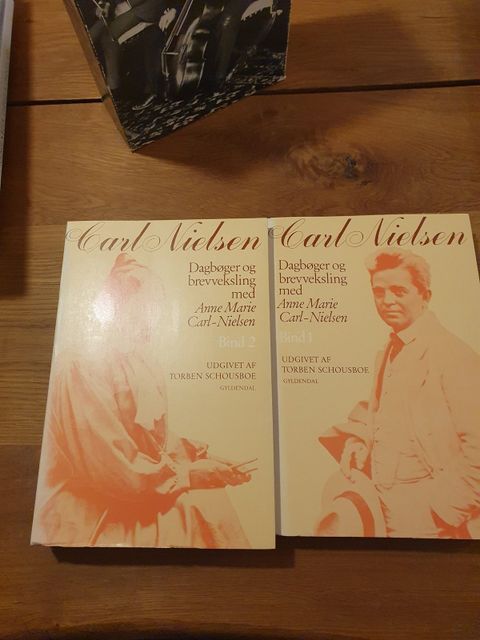 Carl Nielsen
Dagbøger og
brevveksling
med
Anne Marie
Carl-Nielsen
Bind 2
UDGIVET AF
TORBEN SCHOUSBOE
GYLDENDAL
Carl Nielsen
Dagbøger og
brevveksling
med
Anne Marie
Carl-Nielsen
Bind 1
UDGIVET AF
TORBEN SCHOUSBOE
GYLDENDAL